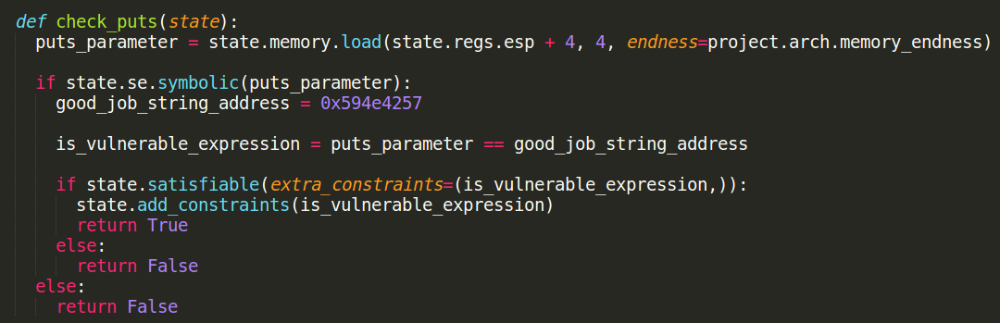 def check_puts(state):
  puts_parameter = state.memory.load(state.regs.esp + 4, 4, endness=project.arch.memory_endness)

  if state.se.symbolic(puts_parameter):
    good_job_string_address = 0x594e4257

    is_vulnerable_expression = puts_parameter == good_job_string_address

    if state.satisfiable(extra_constraints=(is_vulnerable_expression,)):
      state.add_constraints(is_vulnerable_expression)
      return True
    else:
      return False
  else:
    return False